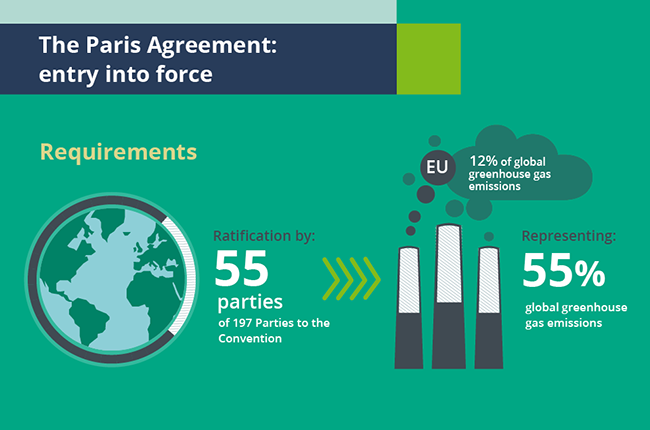 The Paris Agreement:
entry into force
Requirements
Ratification by:
55
parties
of 197 Parties to the
Convention
EU
12% of global
greenhouse gas
emissions
Representing:
55%
global greenhouse
gas emissions